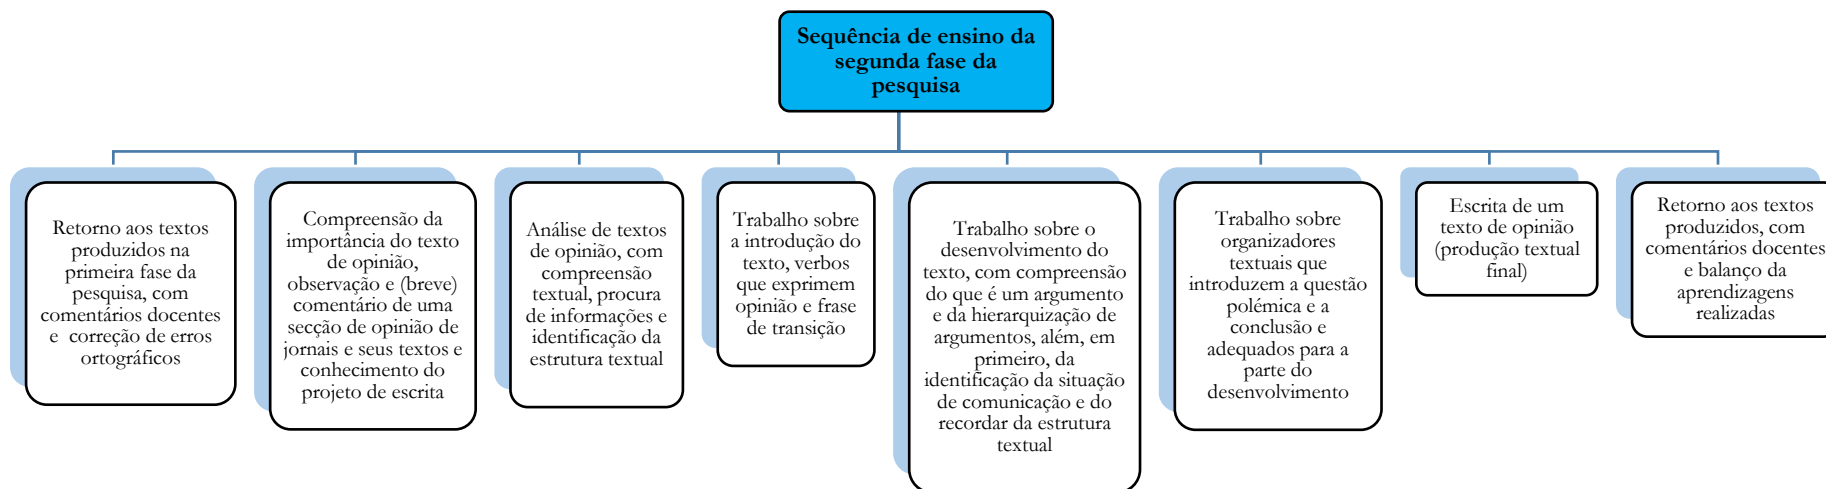 Sequência de ensino da
segunda fase da
pesquisa
Retorno aos textos
produzidos na
primeira fase da
pesquisa, com
comentários docentes
e correção de erros
ortográficos
Compreensão da
importância do texto
de opinião,
observação e (breve)
comentário de uma
secção de opinião de
jornais e seus textos e
conhecimento do
projeto de escrita
Análise de textos
de opinião, com
compreensão
textual, procura
de informações e
identificação da
estrutura textual
Trabalho sobre
a introdução do
texto, verbos
que exprimem
opinião e frase
de transição
Trabalho sobre o
desenvolvimento do
texto, com compreensão
do que é um argumento
e da hierarquização de
argumentos, além, em
primeiro, da
identificação da situação
de comunicação e do
recordar da estrutura
textual
Trabalho sobre
organizadores
textuais que
introduzem a questão
polémica e a
conclusão e
adequados para a
parte do
desenvolvimento
Escrita de um
texto de opinião
(produção textual
final)
Retorno aos textos
produzidos, com
comentários docentes
e balanço da
aprendizagens
realizadas